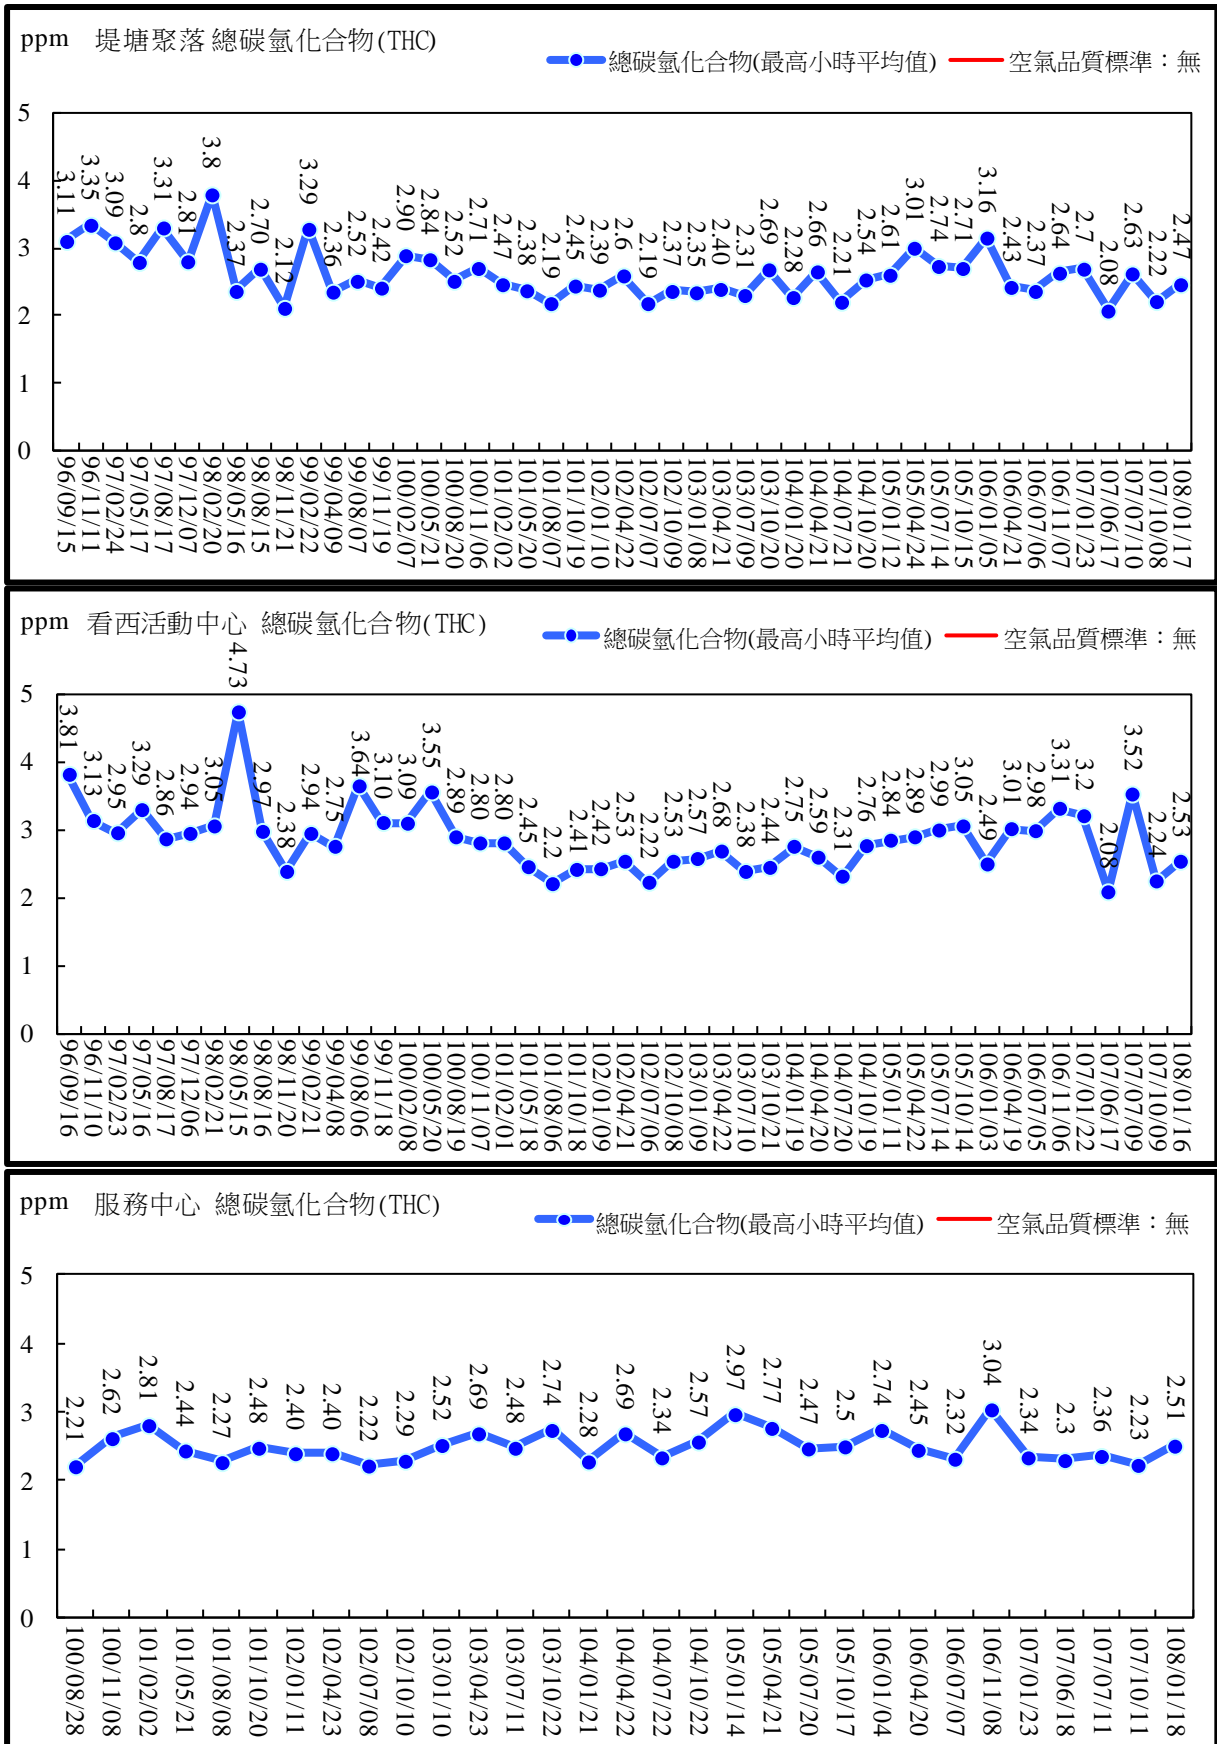 ppm 堤塘聚落 總碳氫化合物(THC)
總碳氫化合物(最高小時平均值) 空氣品質標準：無
5
4
3
2
1
0
3.11 3.35 3.09 2.8 3.31 2.81 3.8 2.37 2.70 2.12 3.29 2.36 2.52 2.42 2.90 2.84 2.52 2.71 2.47 2.38 2.19 2.45 2.39 2.6 2.19 2.37 2.35 2.40 2.31 2.69 2.28 2.66 2.21 2.54 2.61 3.01 2.74 2.71 3.16 2.43 2.37 2.64 2.7 2.08 2.63 2.22 2.47
96/09/15 96/11/11 97/02/24 97/05/17 97/08/17 97/12/07 98/02/20 98/05/16 98/08/15 98/11/21 99/02/22 99/04/09 99/08/07 99/11/19 100/02/07 100/05/21 100/08/20 100/11/06 101/02/02 101/05/20 101/08/07 101/10/19 102/01/10 102/04/22 102/07/07 102/10/09 103/01/08 103/04/21 103/07/09 103/10/20 104/01/20 104/04/21 104/07/21 104/10/20 105/01/12 105/04/24 105/07/14 105/10/15 106/01/05 106/04/21 106/07/06 106/11/07 107/01/23 107/06/17 107/07/10 107/10/08 108/01/17
ppm 看西活動中心 總碳氫化合物(THC)
總碳氫化合物(最高小時平均值) 空氣品質標準：無
5
4
3
2
1
0
3.81 3.13 2.95 3.29 2.86 2.94 3.05 4.73 2.97 2.38 2.94 2.75 3.64 3.10 3.09 3.55 2.89 2.80 2.80 2.45 2.2 2.41 2.42 2.53 2.22 2.53 2.57 2.68 2.38 2.44 2.75 2.59 2.31 2.76 2.84 2.89 2.99 3.05 2.49 3.01 2.98 3.31 3.2 2.08 3.52 2.24 2.53
96/09/16 96/11/10 97/02/23 97/05/16 97/08/17 97/12/06 98/02/21 98/05/15 98/08/16 98/11/20 99/02/21 99/04/08 99/08/06 99/11/18 100/02/08 100/05/20 100/08/19 100/11/07 101/02/01 101/05/18 101/08/06 101/10/18 102/01/09 102/04/21 102/07/06 102/10/08 103/01/09 103/04/22 103/07/10 103/10/21 104/01/19 104/04/20 104/07/20 104/10/19 105/01/11 105/04/22 105/07/14 105/10/14 106/01/03 106/04/19 106/07/05 106/11/06 107/01/22 107/06/17 107/07/09 107/10/09 108/01/16
ppm 服務中心 總碳氫化合物(THC)
總碳氫化合物(最高小時平均值) 空氣品質標準：無
5
4
3
2
1
0
2.21 2.62 2.81 2.44 2.27 2.48 2.40 2.40 2.22 2.29 2.52 2.69 2.48 2.74 2.28 2.69 2.34 2.57 2.97 2.77 2.47 2.5 2.74 2.45 2.32 3.04 2.34 2.3 2.36 2.23 2.51
100/08/28 100/11/08 101/02/02 101/05/21 101/08/08 101/10/20 102/01/11 102/04/23 102/07/08 102/10/10 103/01/10 103/04/23 103/07/11 103/10/22 104/01/21 104/04/22 104/07/22 104/10/22 105/01/14 105/04/21 105/07/20 105/10/17 106/01/04 106/04/20 106/07/07 106/11/08 107/01/23 107/06/18 107/07/11 107/10/11 108/01/18